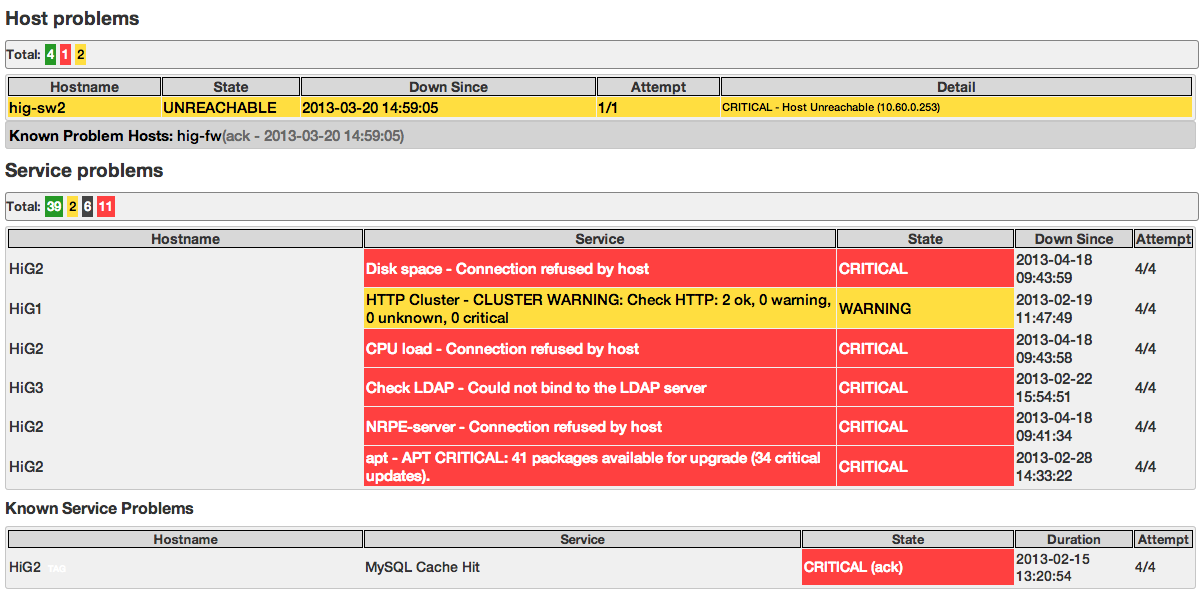 Host problems
Total: 4 1 2
Hostname State Down Since Attempt Detail
hig-sw2 UNREACHABLE 2013-03-20 14:59:05 1/1 CRITICAL - Host Unreachable (10.60.0.253)
Known Problem Hosts: hig-fw(ack - 2013-03-20 14:59:05)
Service problems
Total: 39 2 6 11
Hostname Service State Down Since Attempt
HiG2 Disk space - Connection refused by host CRITICAL 2013-04-18 09:43:59 4/4
HiG1 HTTP Cluster - CLUSTER WARNING: Check HTTP: 2 ok, 0 warning, 0 unknown, 0 critical WARNING 2013-02-19 11:47:49 4/4
HiG2 CPU load - Connection refused by host CRITICAL 2013-04-18 09:43:58 4/4
HiG3 Check LDAP - Could not bind to the LDAP server CRITICAL 2013-02-22 15:54:51 4/4
HiG2 NRPE-server - Connection refused by host CRITICAL 2013-04-18 09:41:34 4/4
HiG2 apt - APT CRITICAL: 41 packages available for upgrade (34 critical updates). CRITICAL 2013-02-28 14:33:22 4/4
Known Service Problems
Hostname Service State Duration Attempt
HiG2 TAG MySQL Cache Hit CRITICAL (ack) 2013-02-15 13:20:54 4/4